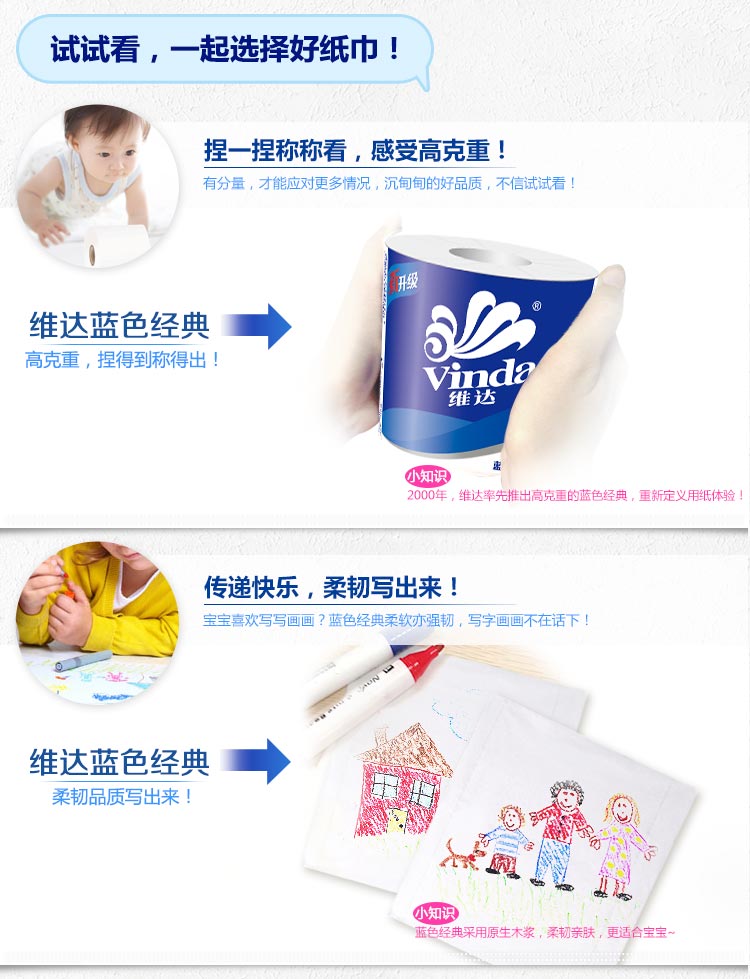 试试看，一起选择好纸巾！
捏一捏称称看，感受高克重！
有分量，才能应对更多情况，沉甸甸的好品质，不信试试看！
升级
®
Vinda
维达
蓝
维达蓝色经典
高克重，捏得到称得出！
小知识
2000年，维达率先推出高克重的蓝色经典，重新定义用纸体验！
传递快乐，柔韧写出来！
宝宝喜欢写写画画？蓝色经典柔软亦强韧，写字画画不在话下！
维达蓝色经典
柔韧品质写出来！
小知识
蓝色经典采用原生木浆，柔韧亲肤，更适合宝宝~